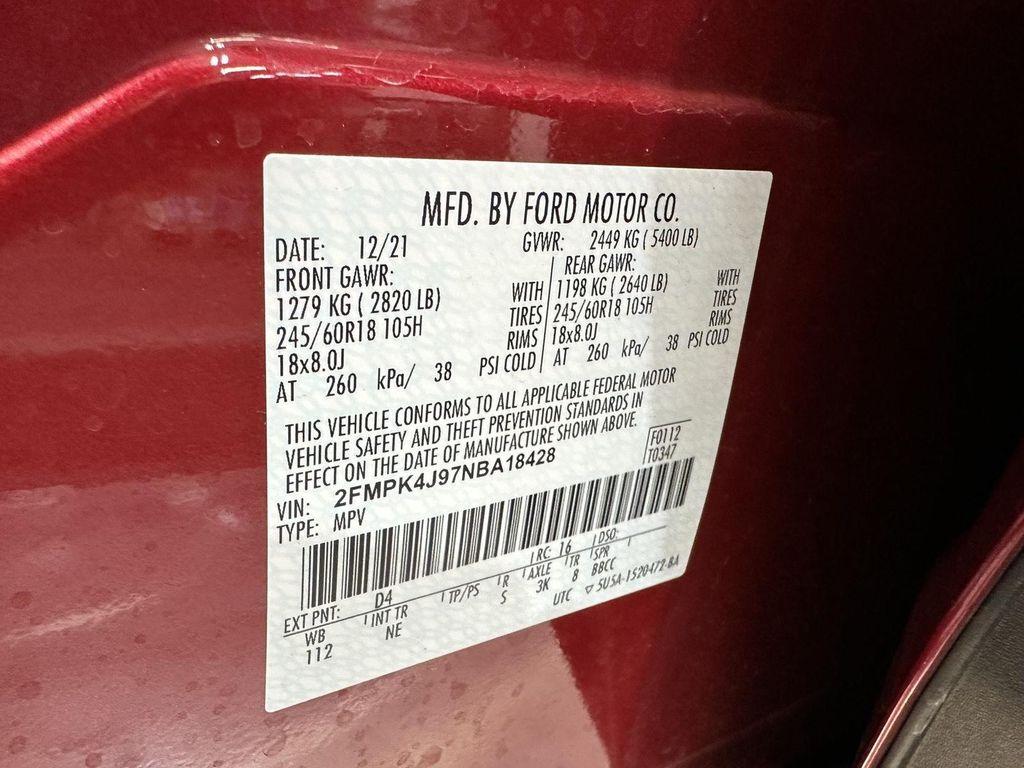 MFD. BY FORD MOTOR CO.
DATE: 12/21 GVWR: 2449 KG ( 5400 LB)
FRONT GAWR: REAR GAWR:
1279 KG ( 2820 LB) WITH 1198 KG ( 2640 LB) WITH
245/60R18 105H TIRES 245/60R18 105H TIRES
18x8.0J RIMS 18x8.0J RIMS
AT 260 kPa/ 38 PSI COLD AT 260 kPa/ 38 PSI COLD
THIS VEHICLE CONFORMS TO ALL APPLICABLE FEDERAL MOTOR
VEHICLE SAFETY AND THEFT PREVENTION STANDARDS IN
EFFECT ON THE DATE OF MANUFACTURE SHOWN ABOVE.
F0112
T0347
VIN: 2FMPK4J97NBA18428
TYPE: MPV
EXT PNT: D4 RC: 16 DSO:
WB INT TR TP/PS R AXLE TR SPR
112 NE S 3K 8 BBCC
UTC ▽ 5U5A-1520472-BA